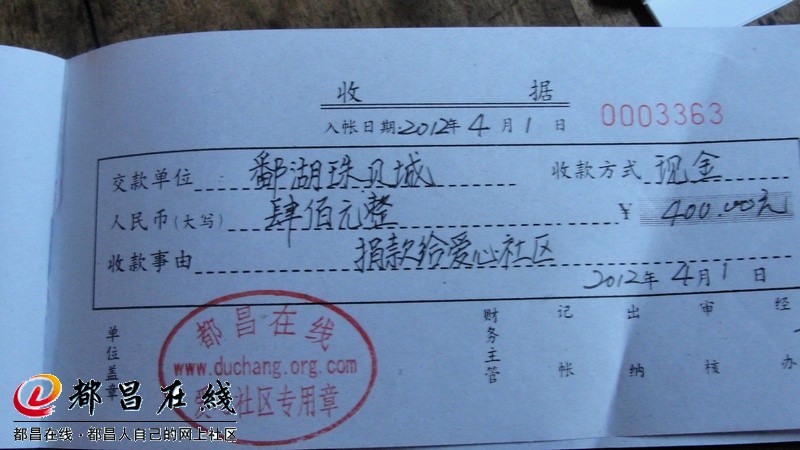 收 据
入帐日期:2012年4月1日 0003363
交款单位 鄱湖珠贝城 收款方式 现金
人民币(大写) 肆佰元整 ¥ 400.00元
收款事由 捐款给爱心社区
2012年4月1日
单位盖章 财务主管 记帐 出纳 审核 经办
都昌在线
www.duchang.org.com
社区专用章
都昌在线
都昌在线·都昌人自己的网上社区